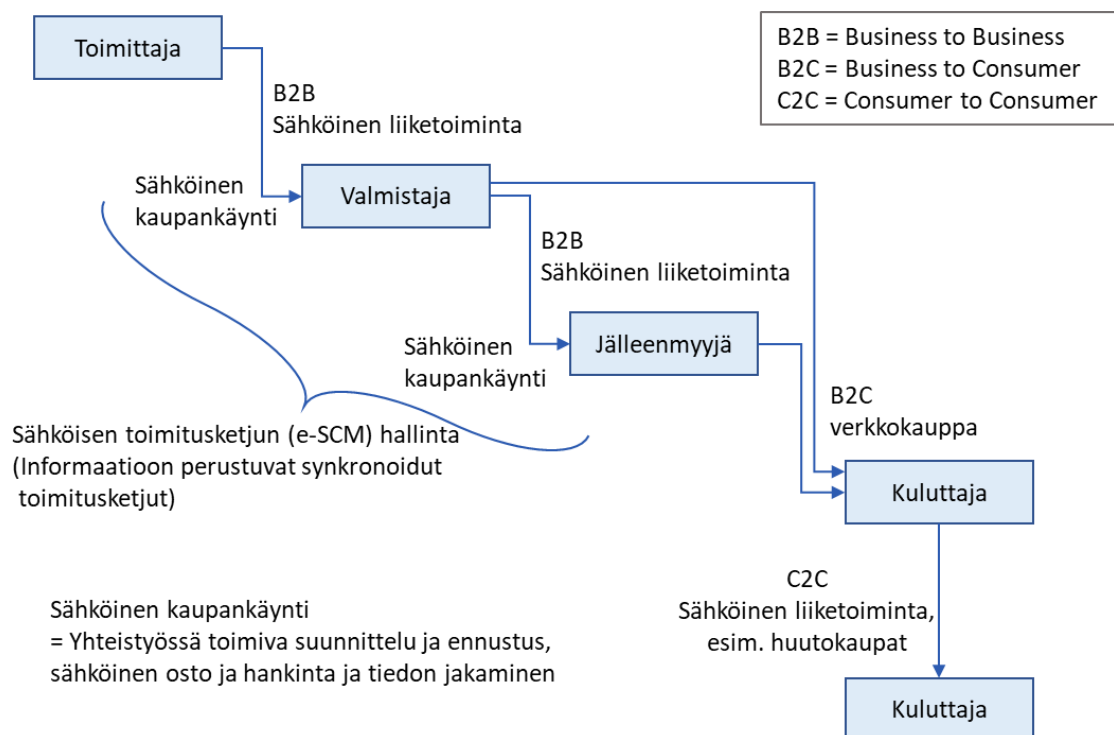 Toimittaja
B2B = Business to Business
B2C = Business to Consumer
C2C = Consumer to Consumer
B2B
Sähköinen liiketoiminta
Sähköinen
kaupankäynti
Valmistaja
B2B
Sähköinen liiketoiminta
Sähköinen
kaupankäynti
Jälleenmyyjä
B2C
verkkokauppa
Sähköisen toimitusketjun (e-SCM) hallinta
(Informaatioon perustuvat synkronoidut
toimitusketjut)
Kuluttaja
C2C
Sähköinen liiketoiminta,
esim. huutokaupat
Sähköinen kaupankäynti
= Yhteistyössä toimiva suunnittelu ja ennustus,
sähköinen osto ja hankinta ja tiedon jakaminen
Kuluttaja